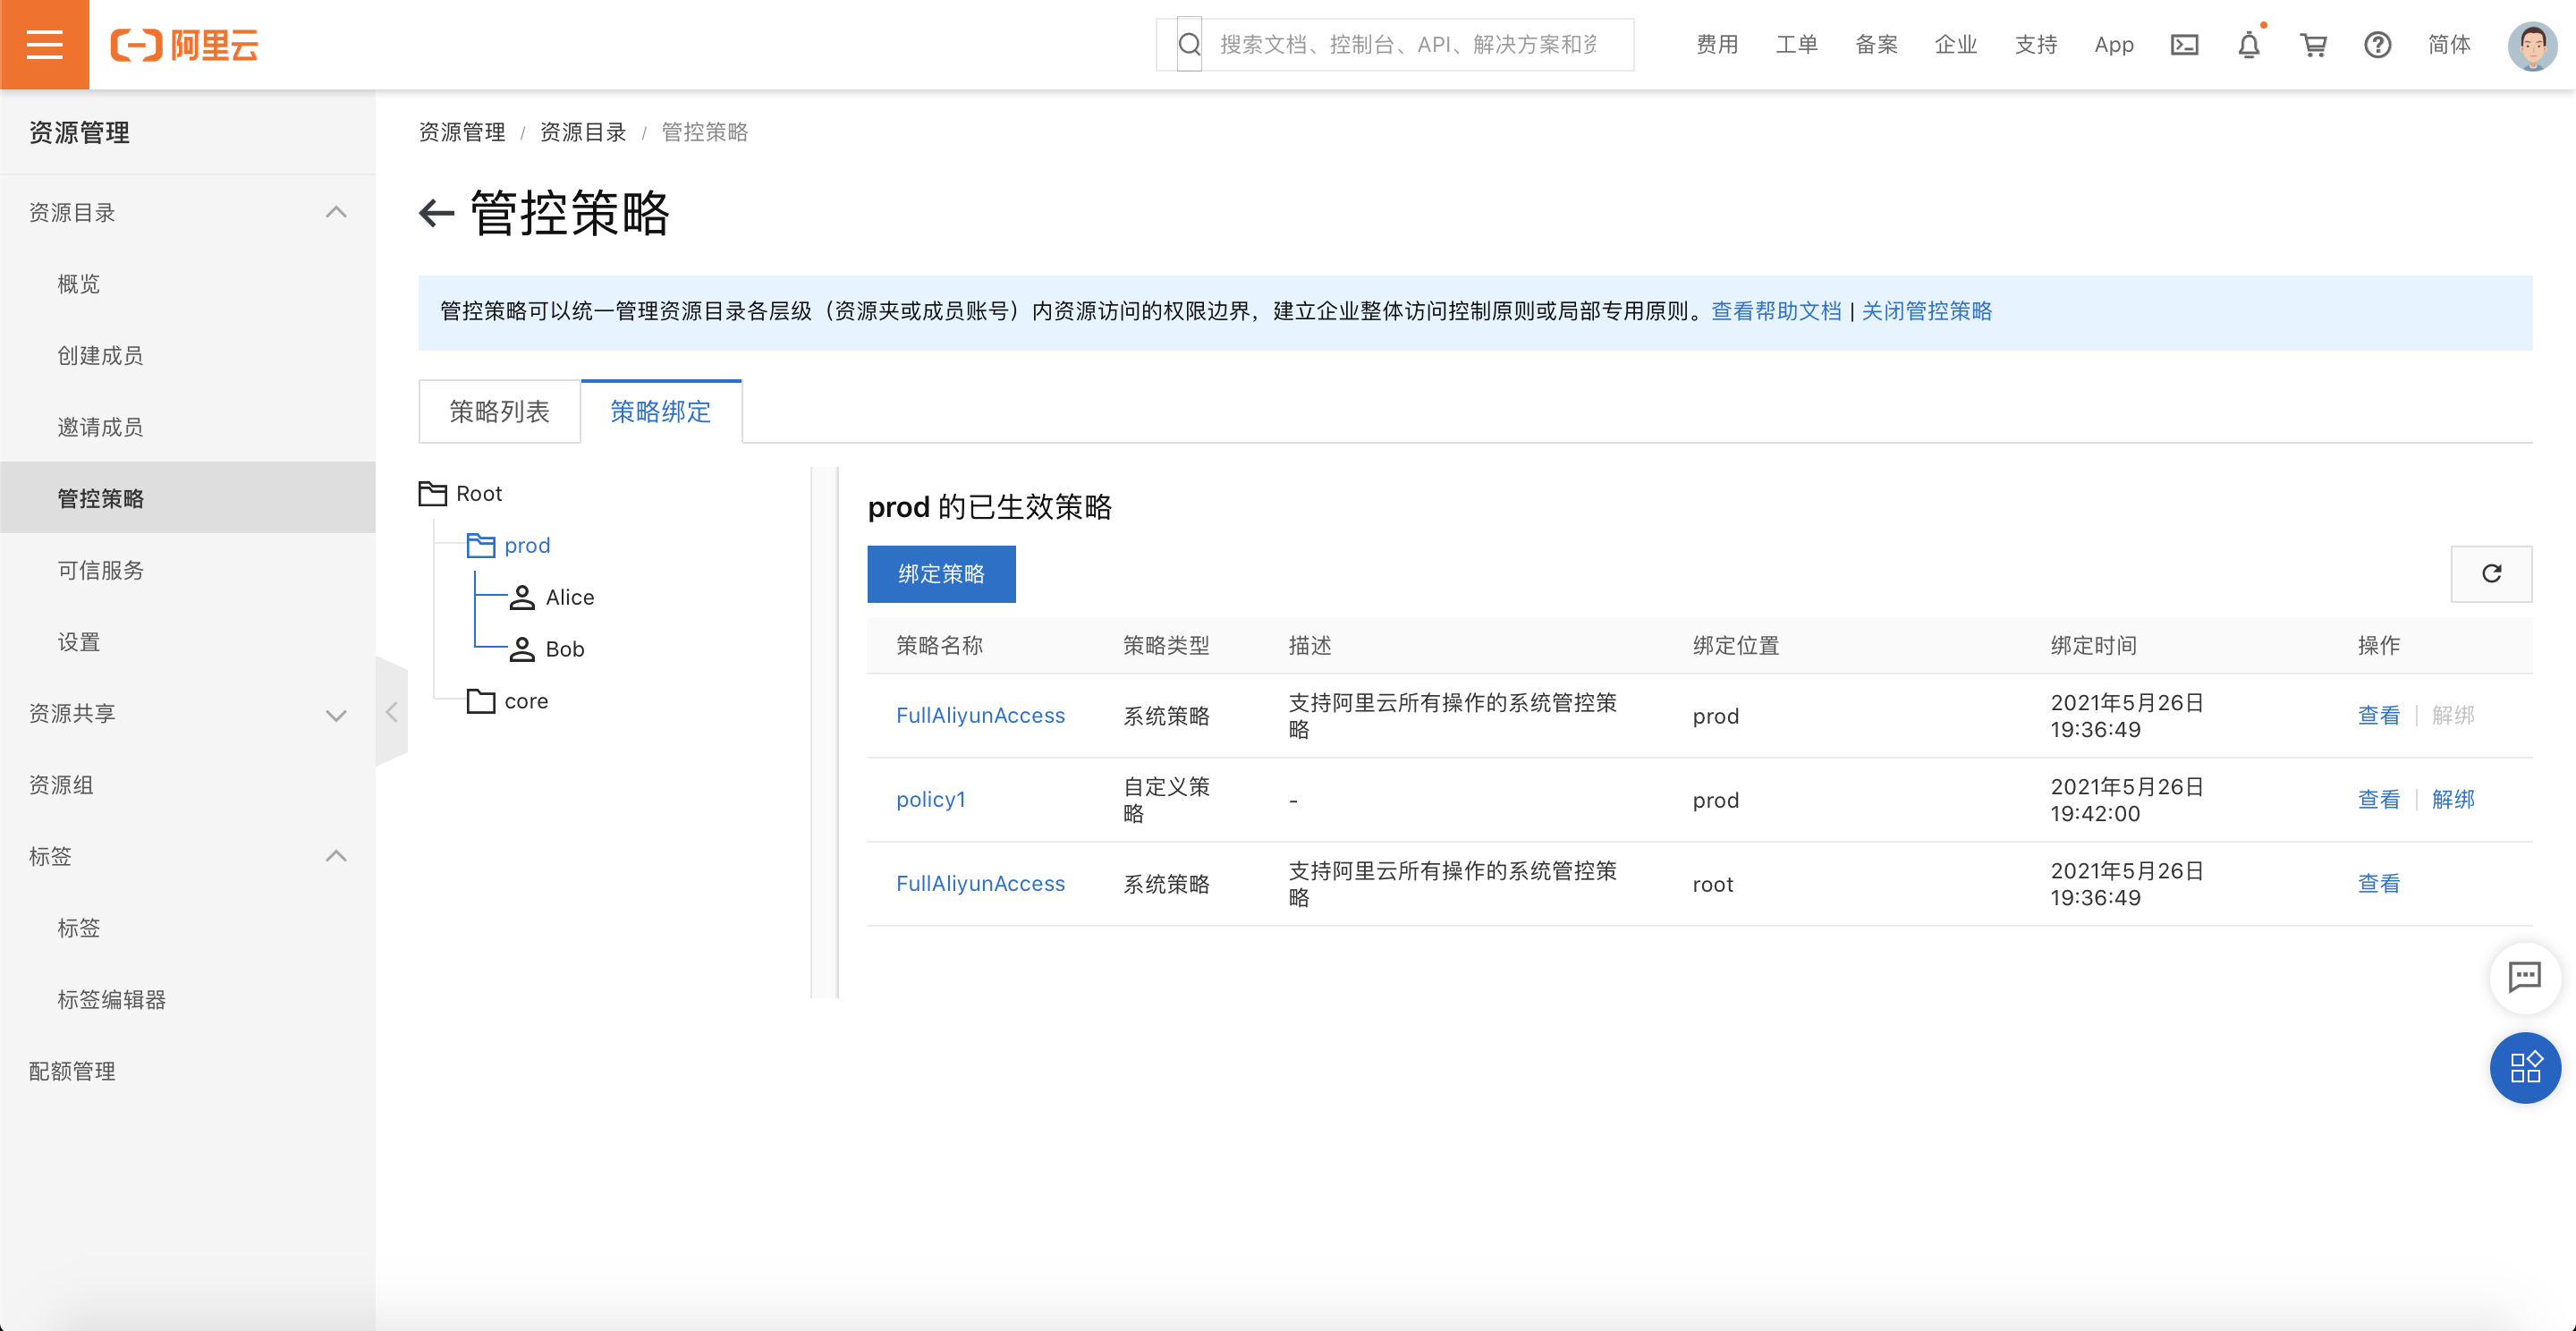 阿里云
搜索文档、控制台、API、解决方案和资
费用 工单 备案 企业 支持 App 简体
资源管理
资源目录
概览
创建成员
邀请成员
管控策略
可信服务
设置
资源共享
资源组
标签
标签
标签编辑器
配额管理
资源管理 / 资源目录 / 管控策略
管控策略
管控策略可以统一管理资源目录各层级（资源夹或成员账号）内资源访问的权限边界，建立企业整体访问控制原则或局部专用原则。查看帮助文档 | 关闭管控策略
策略列表 策略绑定
Root
prod
Alice
Bob
core
prod 的已生效策略
绑定策略
策略名称 策略类型 描述 绑定位置 绑定时间 操作
FullAliyunAccess 系统策略 支持阿里云所有操作的系统管控策略 prod 2021年5月26日 19:36:49 查看 | 解绑
policy1 自定义策略 - prod 2021年5月26日 19:42:00 查看 | 解绑
FullAliyunAccess 系统策略 支持阿里云所有操作的系统管控策略 root 2021年5月26日 19:36:49 查看